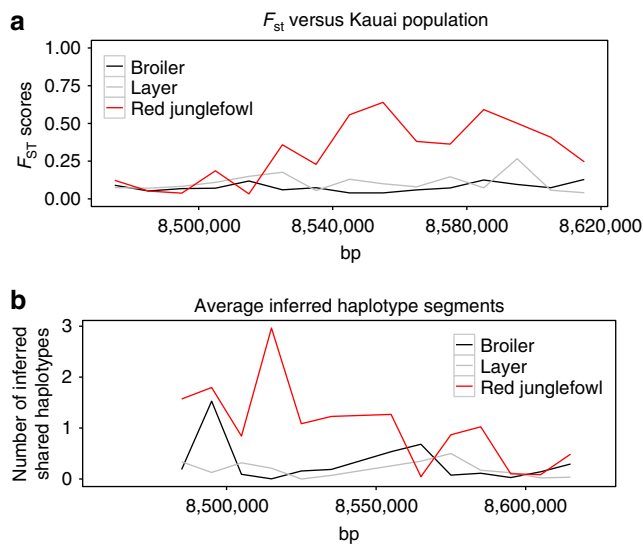 a
Fst versus Kauai population
1.00
0.75
0.50
0.25
0.00
FST scores
Broiler
Layer
Red junglefowl
8,500,000 8,540,000 8,580,000 8,620,000
bp
b
Average inferred haplotype segments
3
2
1
0
Number of inferred
shared haplotypes
Broiler
Layer
Red junglefowl
8,500,000 8,550,000 8,600,000
bp